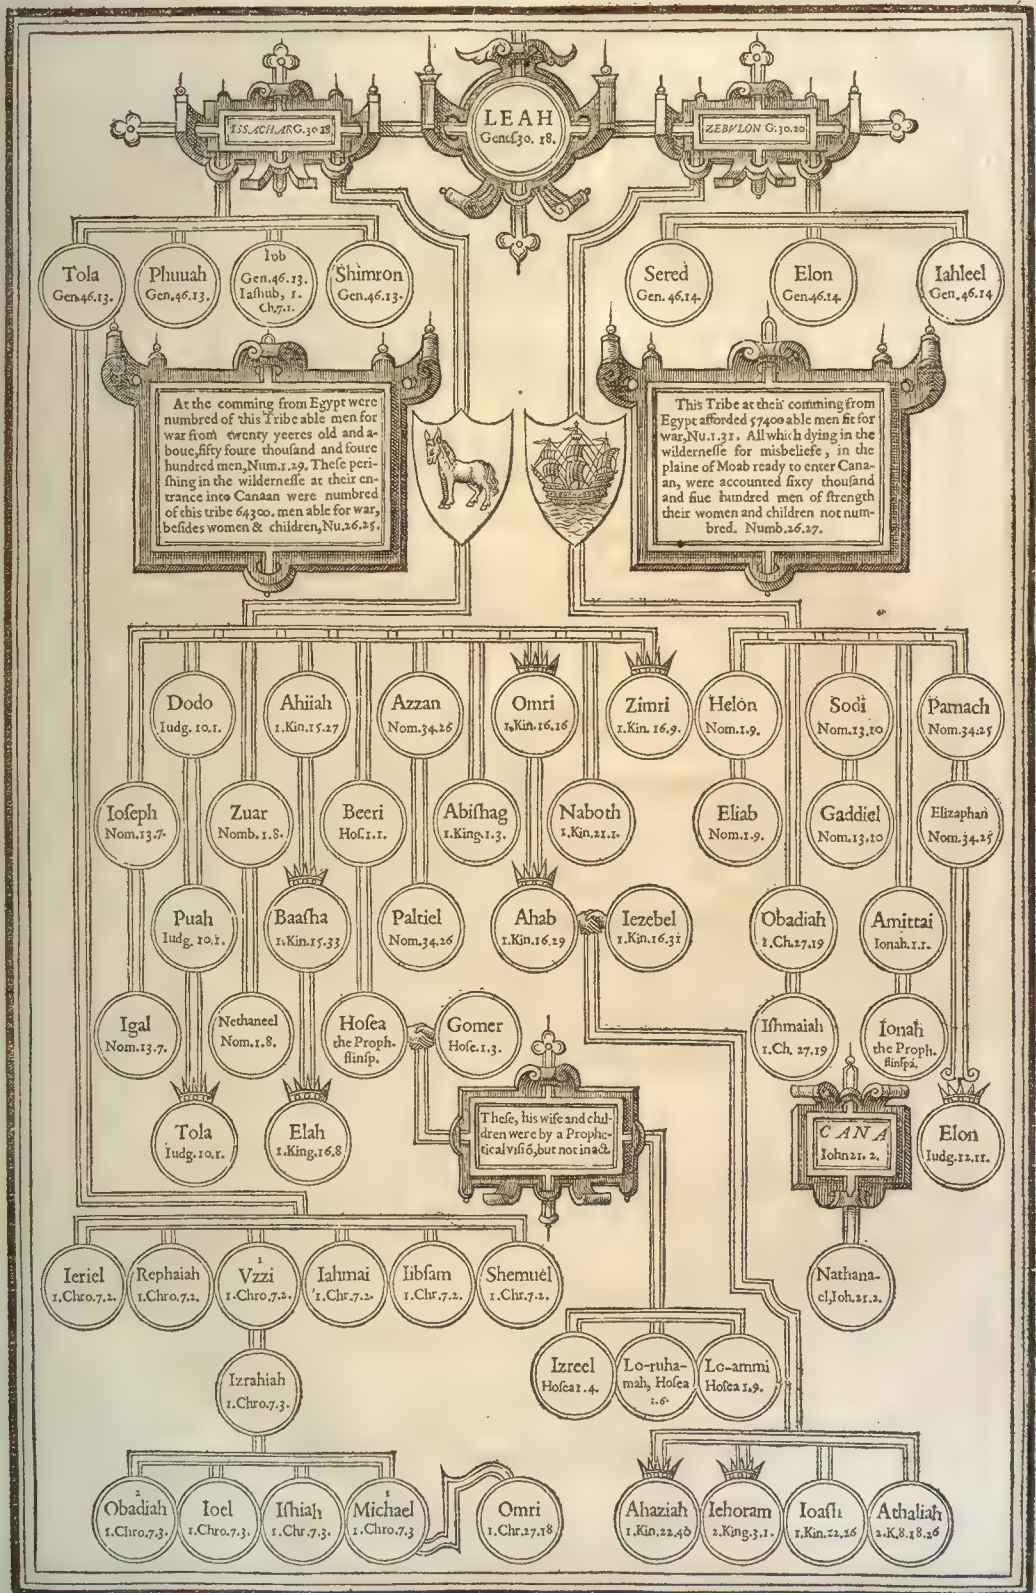 LEAH
Geneſ30. 18.
ISSACHAR G. 30 18
ZEBVLON G: 30. 20
Tola
Gen.46.13.
Phuuah
Gen.46.13.
Iob
Gen.46.13.
Iaſhub, 1.
Ch.7.1.
Shimron
Gen.46.13.
Sered
Gen. 46.14.
Elon
Gen.46.14.
Iahleel
Gen.46.14
At the comming from Egypt were
numbred of this Tribe able men for
war from twenty yeeres old and a-
boue, fifty foure thouſand and foure
hundred men, Num.1.29. Theſe peri-
ſhing in the wilderneſſe at their en-
trance into Canaan were numbred
of this tribe 64300. men able for war,
beſides women & children, Nu.26.25.
This Tribe at their comming from
Egypt afforded 57400 able men fit for
war, Nu.1.31. All which dying in the
wilderneſſe for misbeliefe, in the
plaine of Moab ready to enter Cana-
an, were accounted ſixty thouſand
and fiue hundred men of ſtrength
their women and children not num-
bred. Numb.26.27.
Dodo
Iudg. 10.1.
Ahiiah
1.Kin.15.27
Azzan
Nom.34.26
Omri
1.Kin.16.16
Zimri
1.Kin. 16.9.
Helon
Nom.1.9.
Sodi
Nom.13.10
Parnach
Nom.34.25
Ioſeph
Nom.13.7.
Zuar
Nomb.1.8.
Beeri
Hoſ.1.1.
Abiſhag
1.King.1.3.
Naboth
1.Kin.21.1.
Eliab
Nom.1.9.
Gaddiel
Nom.13.10
Elizaphan
Nom.34.25
Puah
Iudg. 10.1.
Baaſha
1.Kin.15.33
Paltiel
Nom.34.26
Ahab
1.Kin.16.29
Iezebel
1.Kin.16.31
Obadiah
1.Ch.27.19
Amittai
Ionah.1.1.
Igal
Nom.13.7.
Nethaneel
Nom.1.8.
Hoſea
the Proph.
Gomer
Hoſe.1.3.
Iſhmaiah
1.Ch. 27.19
Ionah
the Proph.
Tola
Iudg.10.1.
Elah
1.King.16.8
Theſe, his wife and chil-
dren were by a Prophe-
tical viſiõ, but not in act.
CANA
Iohn 21. 2.
Elon
Iudg.12.11.
Ieriel
1.Chro.7.2.
Rephaiah
1.Chro.7.2.
1
Vzzi
1.Chro.7.2.
Iahmai
1.Chr.7.2.
Iibſam
1.Chr.7.2.
Shemuel
1.Chr.7.2.
Nathana-
el, Ioh.21.2.
Izrahiah
1.Chro.7.3.
Izreel
Hoſea 1.4.
Lo-ruha-
mah, Hoſea
1.6.
Lo-ammi
Hoſea 1.9.
2
Obadiah
1.Chro.7.3.
Ioel
1.Chro.7.3.
Iſhiah
1.Chr.7.3.
1
Michael
1.Chro.7.3
Omri
1.Chr.27.18
Ahaziah
1.Kin.22.40
Iehoram
2.King.3.1.
Ioaſh
1.Kin.22.26
Athaliah
2.K.8.18.26